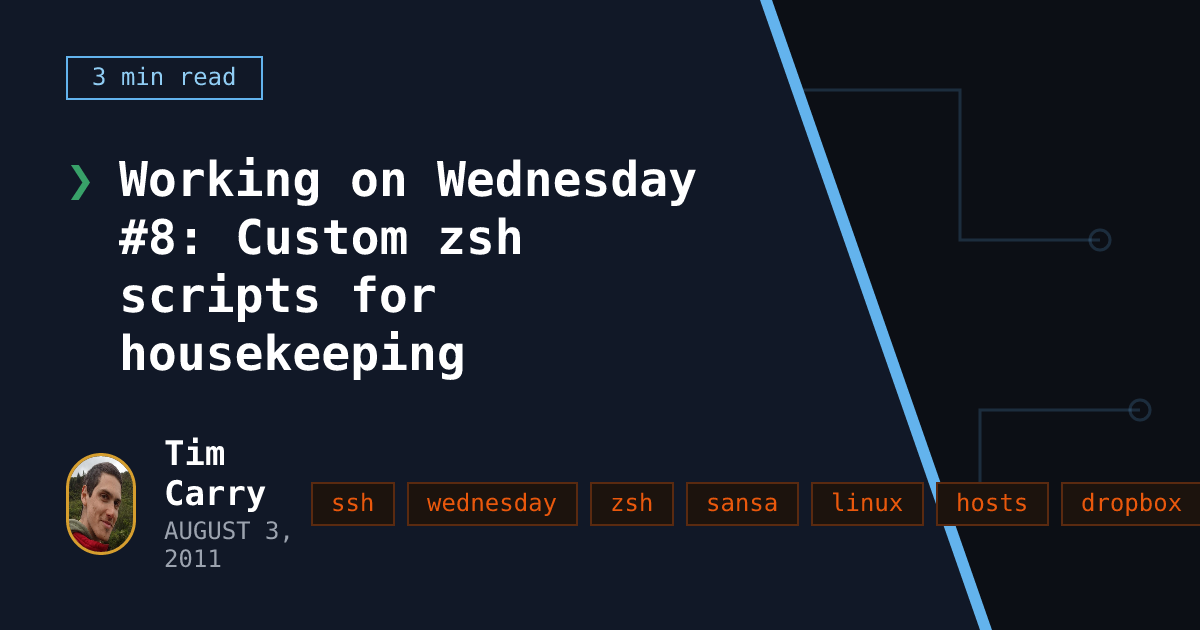 3 min read
❯ Working on Wednesday
#8: Custom zsh
scripts for
housekeeping
Tim
Carry
AUGUST 3,
2011
ssh wednesday zsh sansa linux hosts dropbox